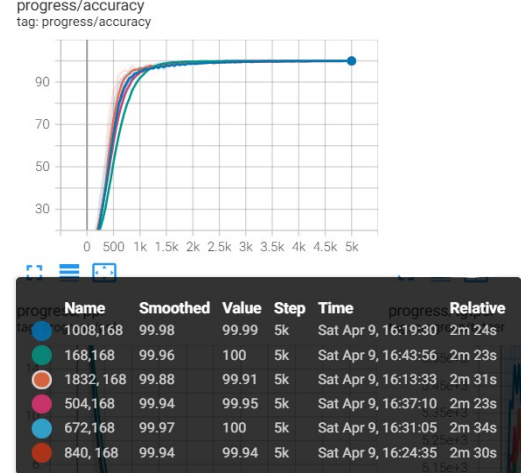 progress/accuracy
tag: progress/accuracy
90
70
50
30
0 500 1k 1.5k 2k 2.5k 3k 3.5k 4k 4.5k 5k
Name Smoothed Value Step Time Relative
1008,168 99.98 99.99 5k Sat Apr 9, 16:19:30 2m 24s
168,168 99.96 100 5k Sat Apr 9, 16:43:56 2m 23s
1832, 168 99.88 99.91 5k Sat Apr 9, 16:13:33 2m 31s
504,168 99.94 99.95 5k Sat Apr 9, 16:37:10 2m 23s
672,168 99.97 100 5k Sat Apr 9, 16:31:05 2m 34s
840, 168 99.94 99.94 5k Sat Apr 9, 16:24:35 2m 30s